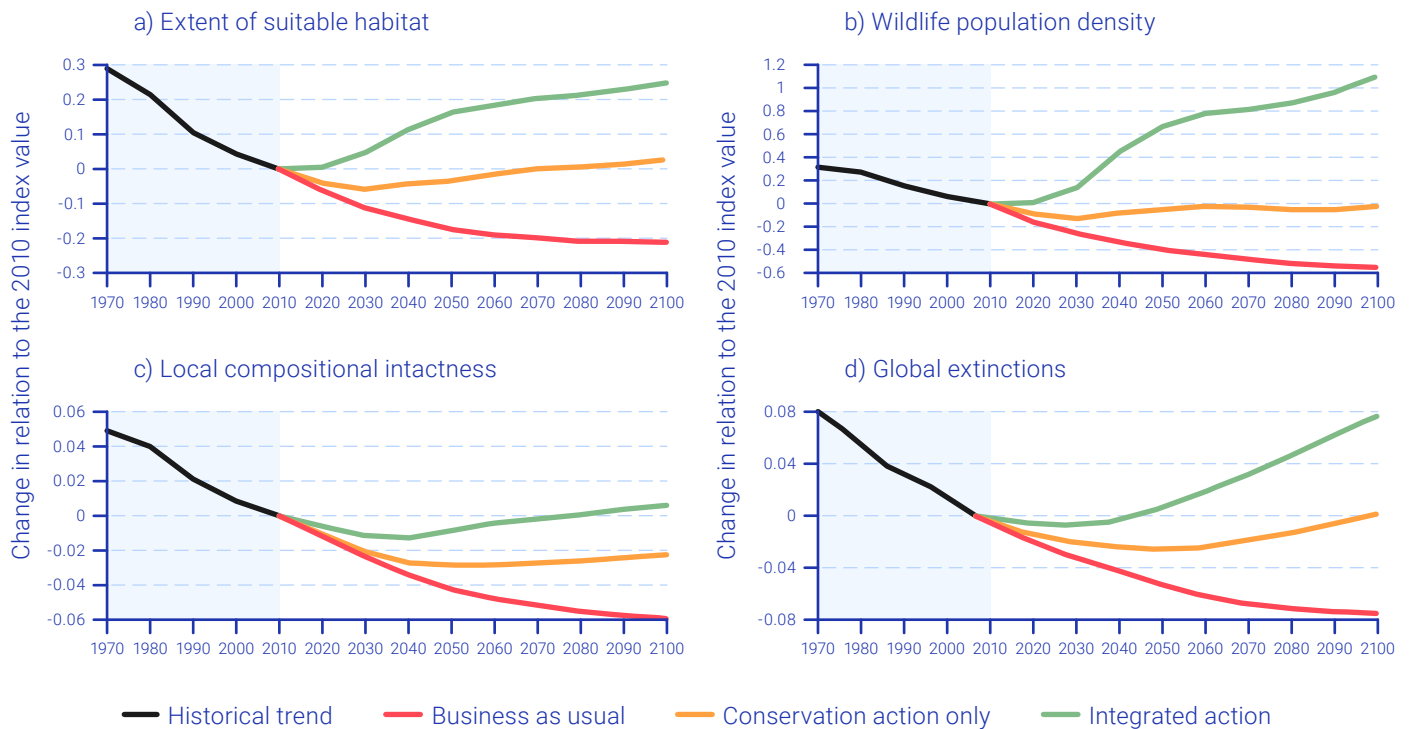 a) Extent of suitable habitat
b) Wildlife population density
Change in relation to the 2010 index value
0.3
0.2
0.1
0
-0.1
-0.2
-0.3
1970 1980 1990 2000 2010 2020 2030 2040 2050 2060 2070 2080 2090 2100
Change in relation to the 2010 index value
1.2
1
0.8
0.6
0.4
0.2
0
-0.2
-0.4
-0.6
1970 1980 1990 2000 2010 2020 2030 2040 2050 2060 2070 2080 2090 2100
c) Local compositional intactness
0.06
0.04
0.02
0
-0.02
-0.04
-0.06
1970 1980 1990 2000 2010 2020 2030 2040 2050 2060 2070 2080 2090 2100
d) Global extinctions
0.08
0.04
0
-0.04
-0.08
1970 1980 1990 2000 2010 2020 2030 2040 2050 2060 2070 2080 2090 2100
Historical trend
Business as usual
Conservation action only
Integrated action